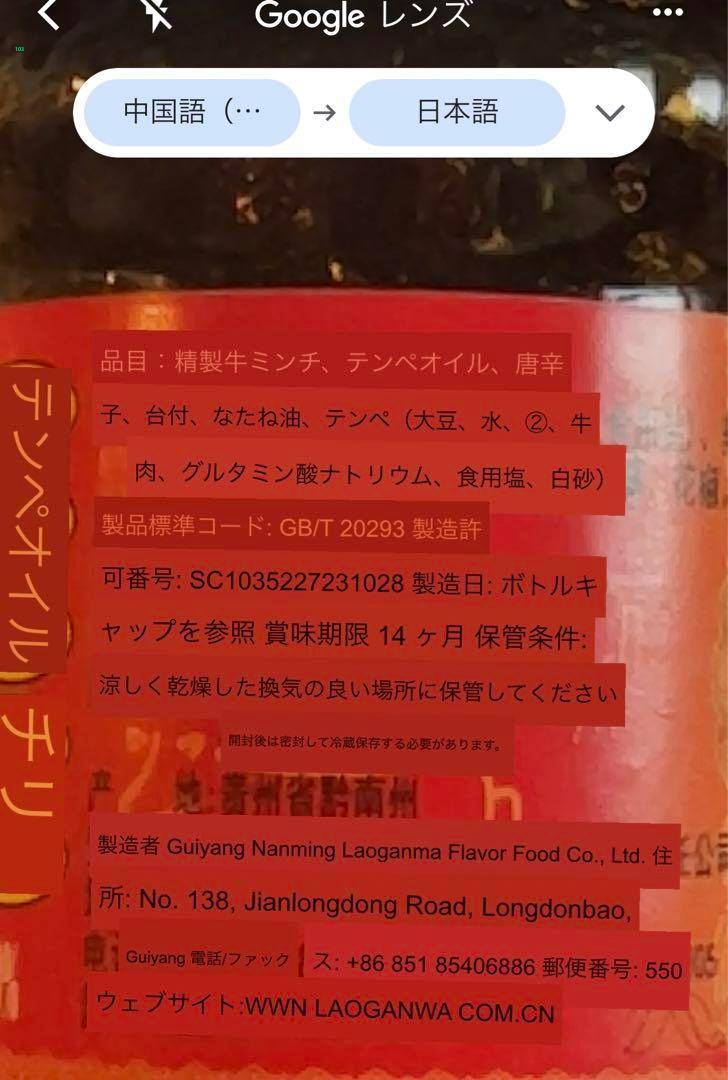 Google レンズ
103
中国語（…
→
日本語
品目：精製牛ミンチ、テンペオイル、唐辛
子、台付、なたね油、テンペ（大豆、水、②、牛
肉、グルタミン酸ナトリウム、食用塩、白砂）
製品標準コード: GB/T 20293 製造許
可番号: SC1035227231028 製造日: ボトルキ
ャップを参照 賞味期限 14 ヶ月 保管条件:
涼しく乾燥した換気の良い場所に保管してください
開封後は密封して冷蔵保存する必要があります。
产 地:贵州省黔南州
製造者 Guiyang Nanming Laoganma Flavor Food Co., Ltd. 住
所: No. 138, Jianlongdong Road, Longdonbao,
Guiyang 電話/ファック
ス: +86 851 85406886 郵便番号: 550
ウェブサイト:WWN LAOGANWA COM.CN
テンペオイル
チリ